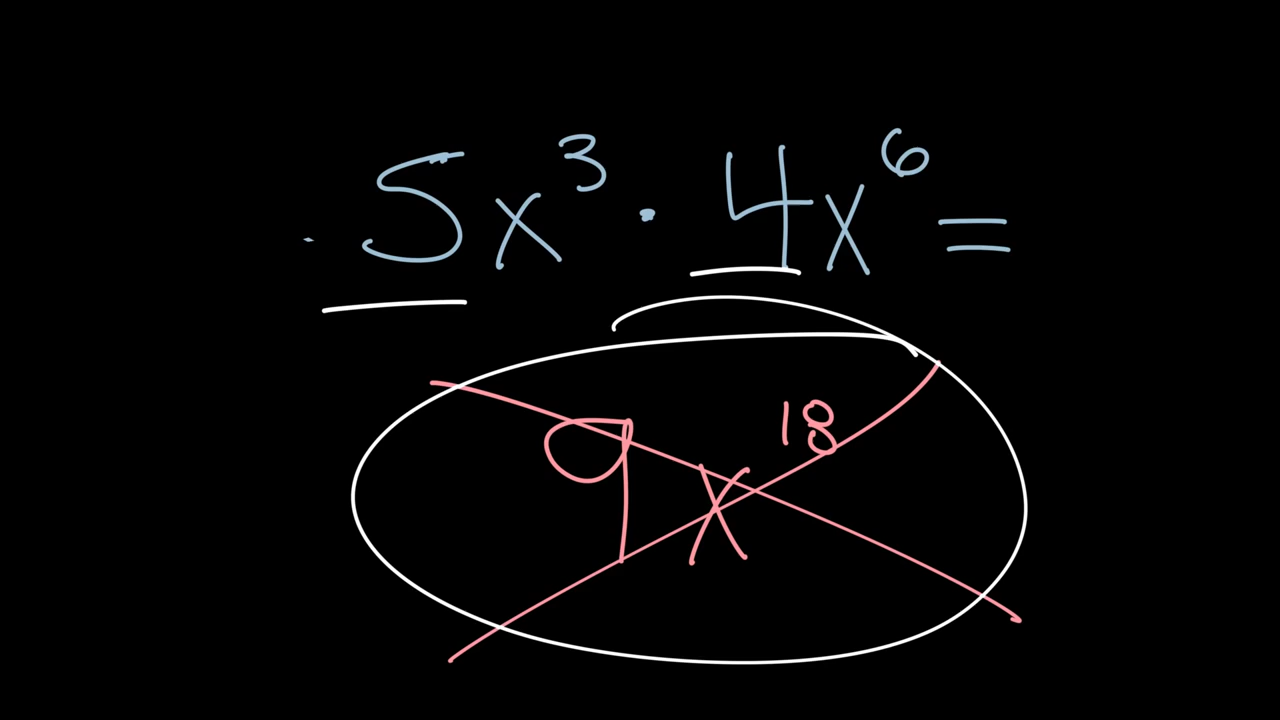 5x³ · 4x⁶ =
9x¹⁸